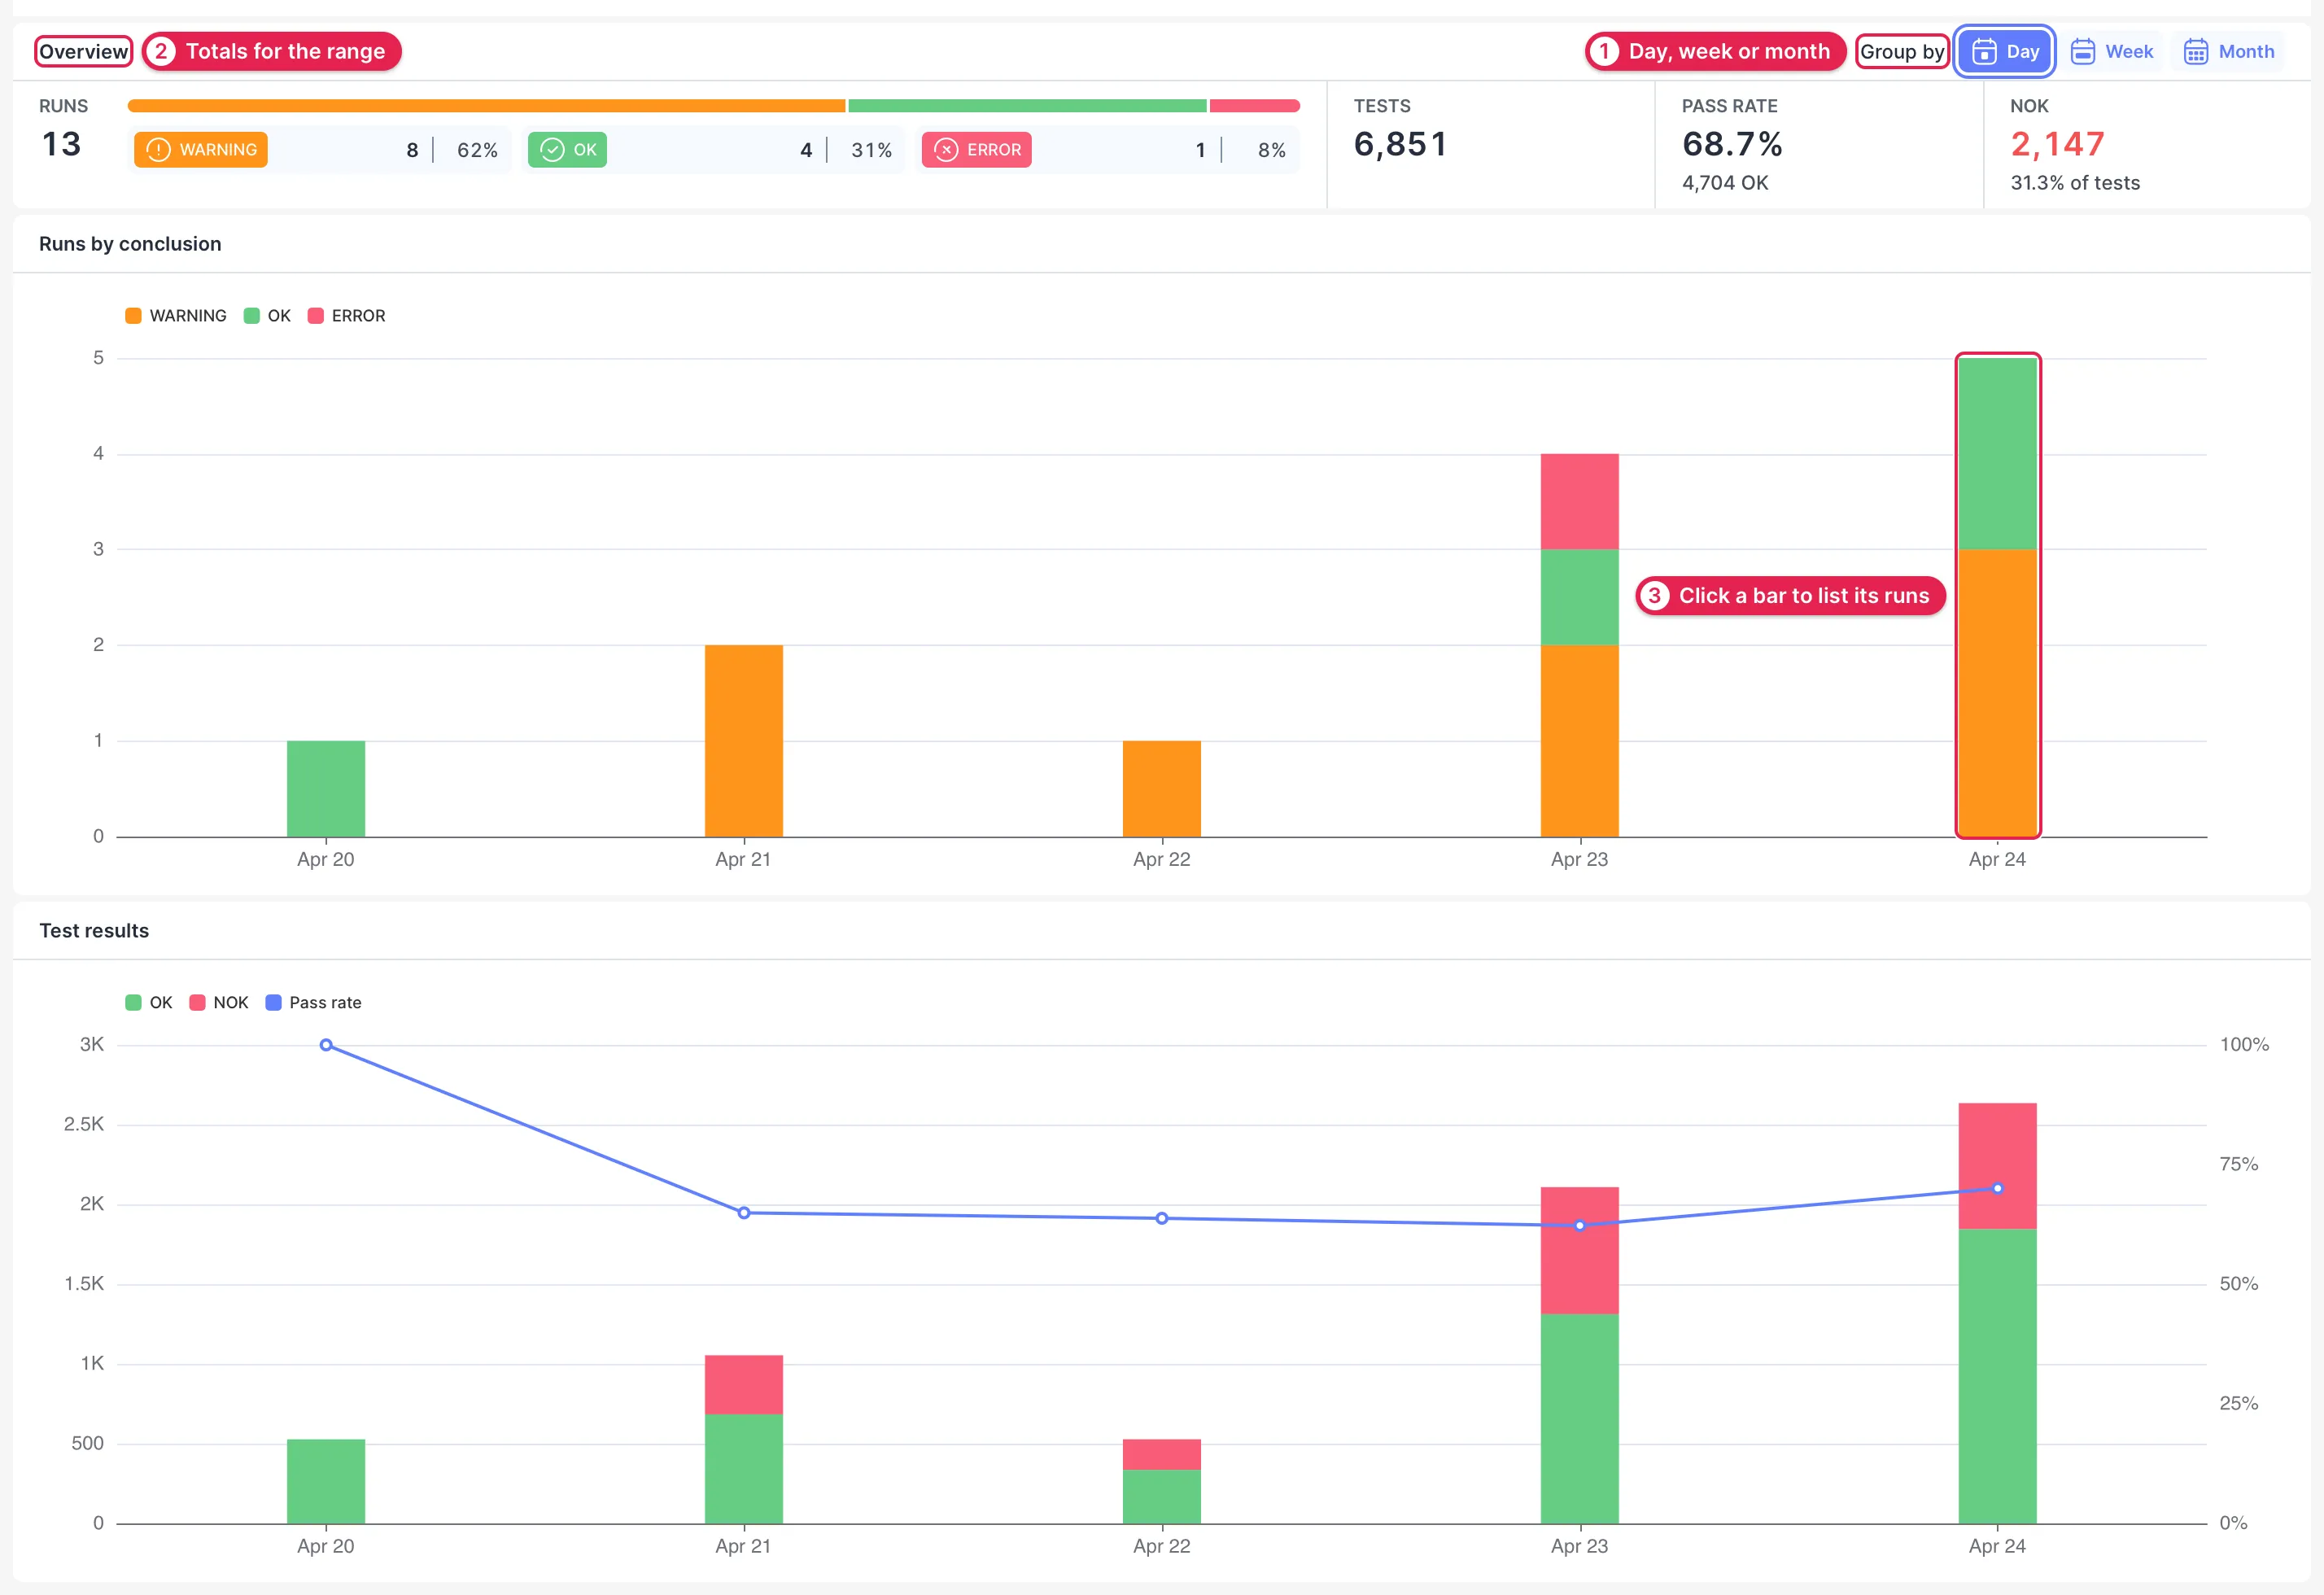 Overview 2 Totals for the range 1 Day, week or month Group by Day Week Month
RUNS
13
WARNING 8 62% OK 4 31% ERROR 1 8%
TESTS
6,851
PASS RATE
68.7%
4,704 OK
NOK
2,147
31.3% of tests
Runs by conclusion
WARNING OK ERROR
5
4
3
3 Click a bar to list its runs
2
1
0
Apr 20 Apr 21 Apr 22 Apr 23 Apr 24
Test results
OK NOK Pass rate
3K 100%
2.5K
75%
2K
1.5K 50%
1K
25%
500
0 0%
Apr 20 Apr 21 Apr 22 Apr 23 Apr 24